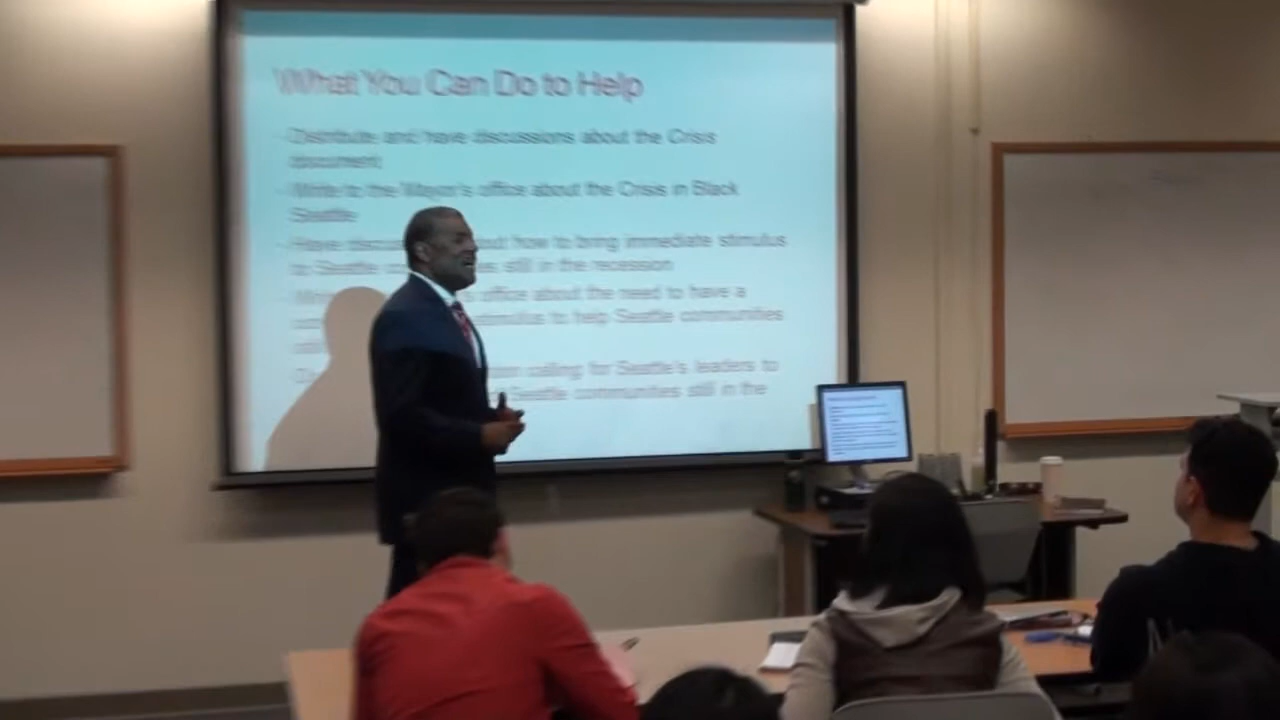 What You Can Do to Help
Distribute and have discussions about the Crisis
document
Write to the Mayor's office about the Crisis in Black
Seattle
Have how to bring immediate stimulus
to Seattle still in the recession
office about the need to have a
stimulus to help Seattle communities
calling for Seattle's leaders to
Seattle communities still in the